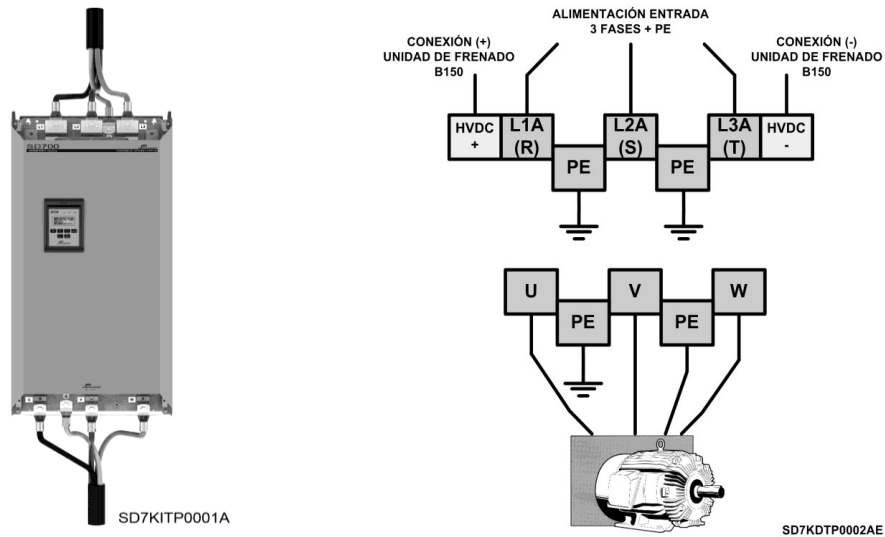 ALIMENTACIÓN ENTRADA
3 FASES + PE
CONEXIÓN (+)
UNIDAD DE FRENADO
B150
CONEXIÓN (-)
UNIDAD DE FRENADO
B150
HVDC
+
L1A
(R)
PE
L2A
(S)
PE
L3A
(T)
HVDC
-
U
PE
V
PE
W
SD700
SD7KITP0001A
SD7KDTP0002AE